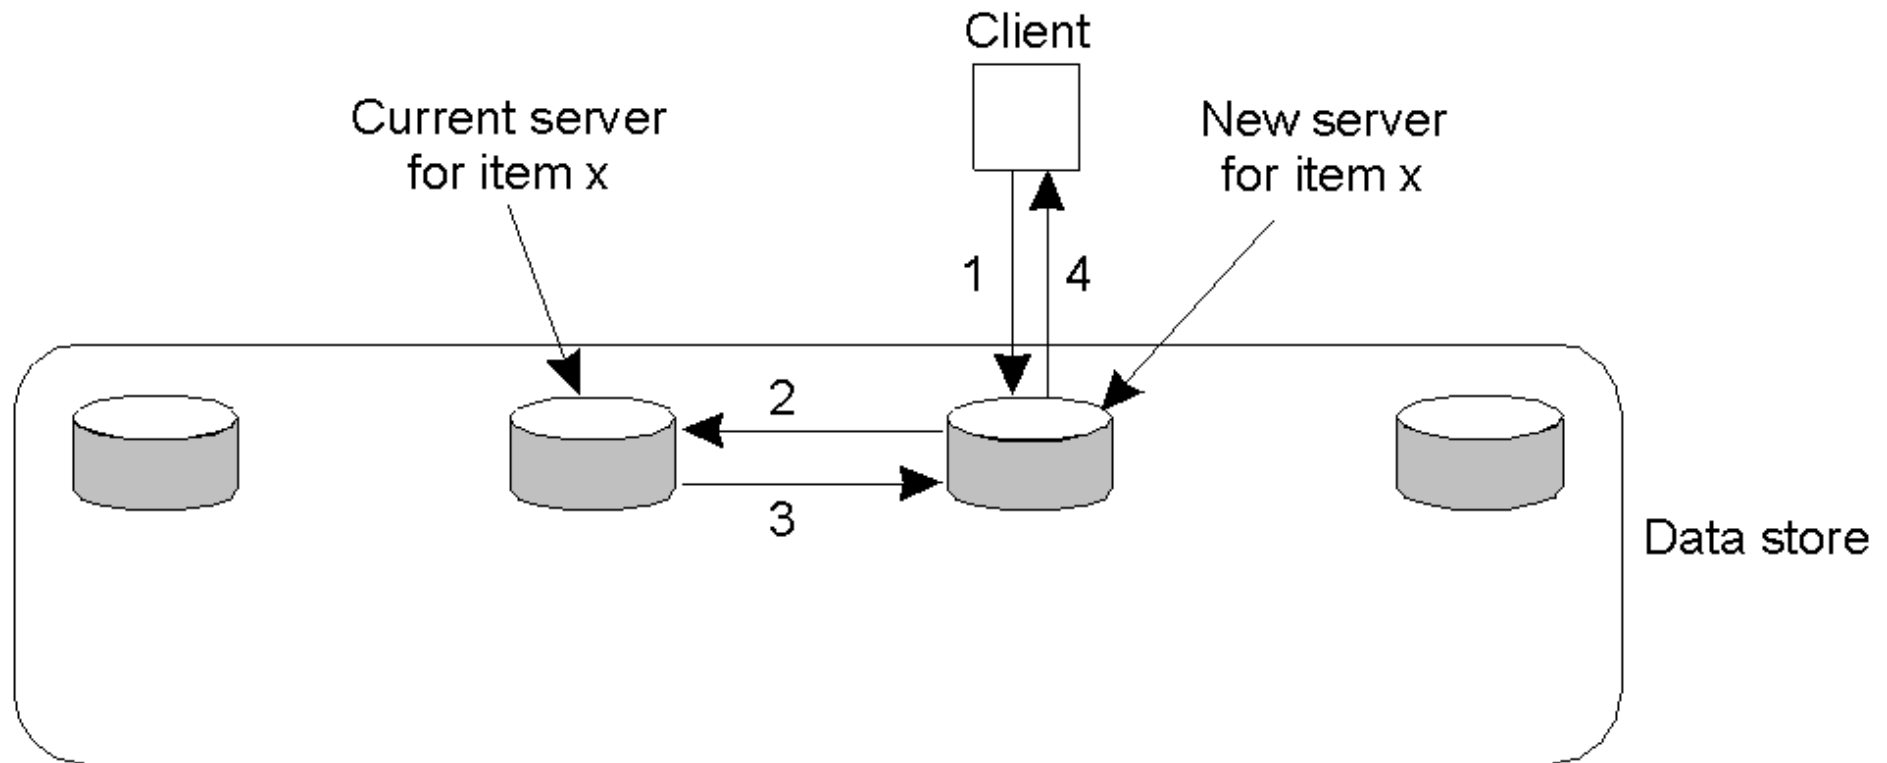 Client
Current server
for item x
New server
for item x
1
4
2
3
Data store